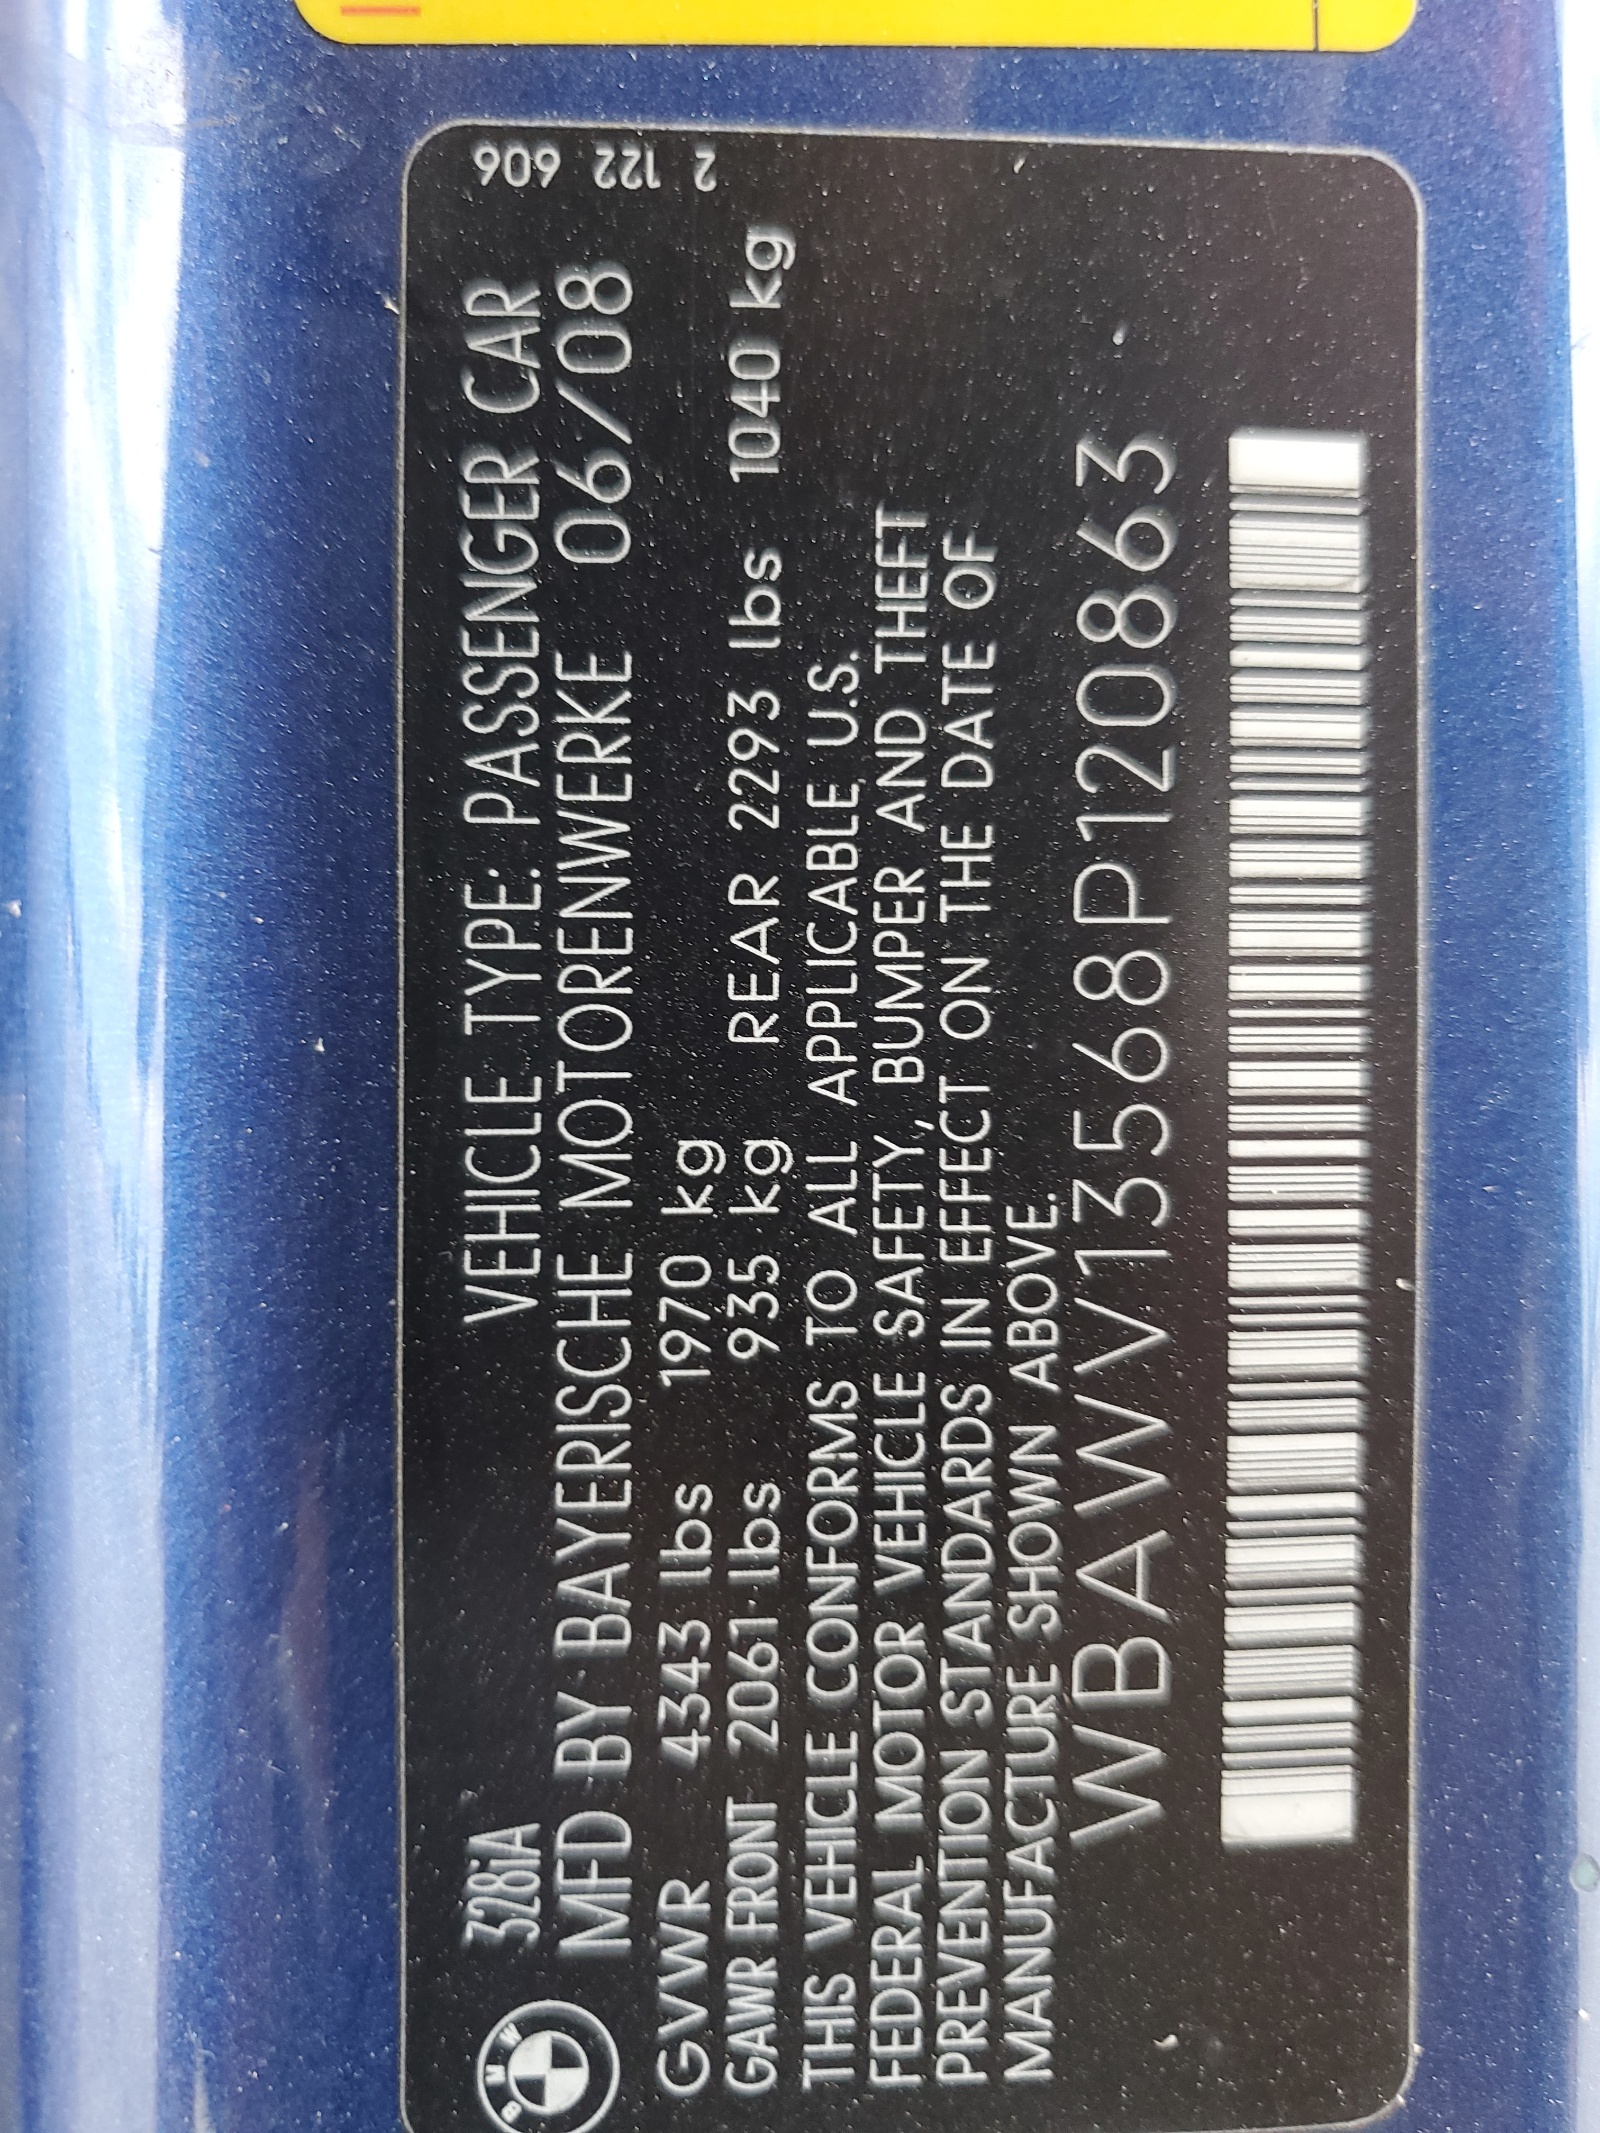 B M W
328iA VEHICLE TYPE: PASSENGER CAR
MFD BY BAYERISCHE MOTORENWERKE 06/08
GVWR 4343 lbs 1970 kg
GAWR FRONT 2061 lbs 935 kg REAR 2293 lbs 1040 kg
THIS VEHICLE CONFORMS TO ALL APPLICABLE U.S.
FEDERAL MOTOR VEHICLE SAFETY, BUMPER AND THEFT
PREVENTION STANDARDS IN EFFECT ON THE DATE OF
MANUFACTURE SHOWN ABOVE.
WBAWV13568P120863
2 122 606